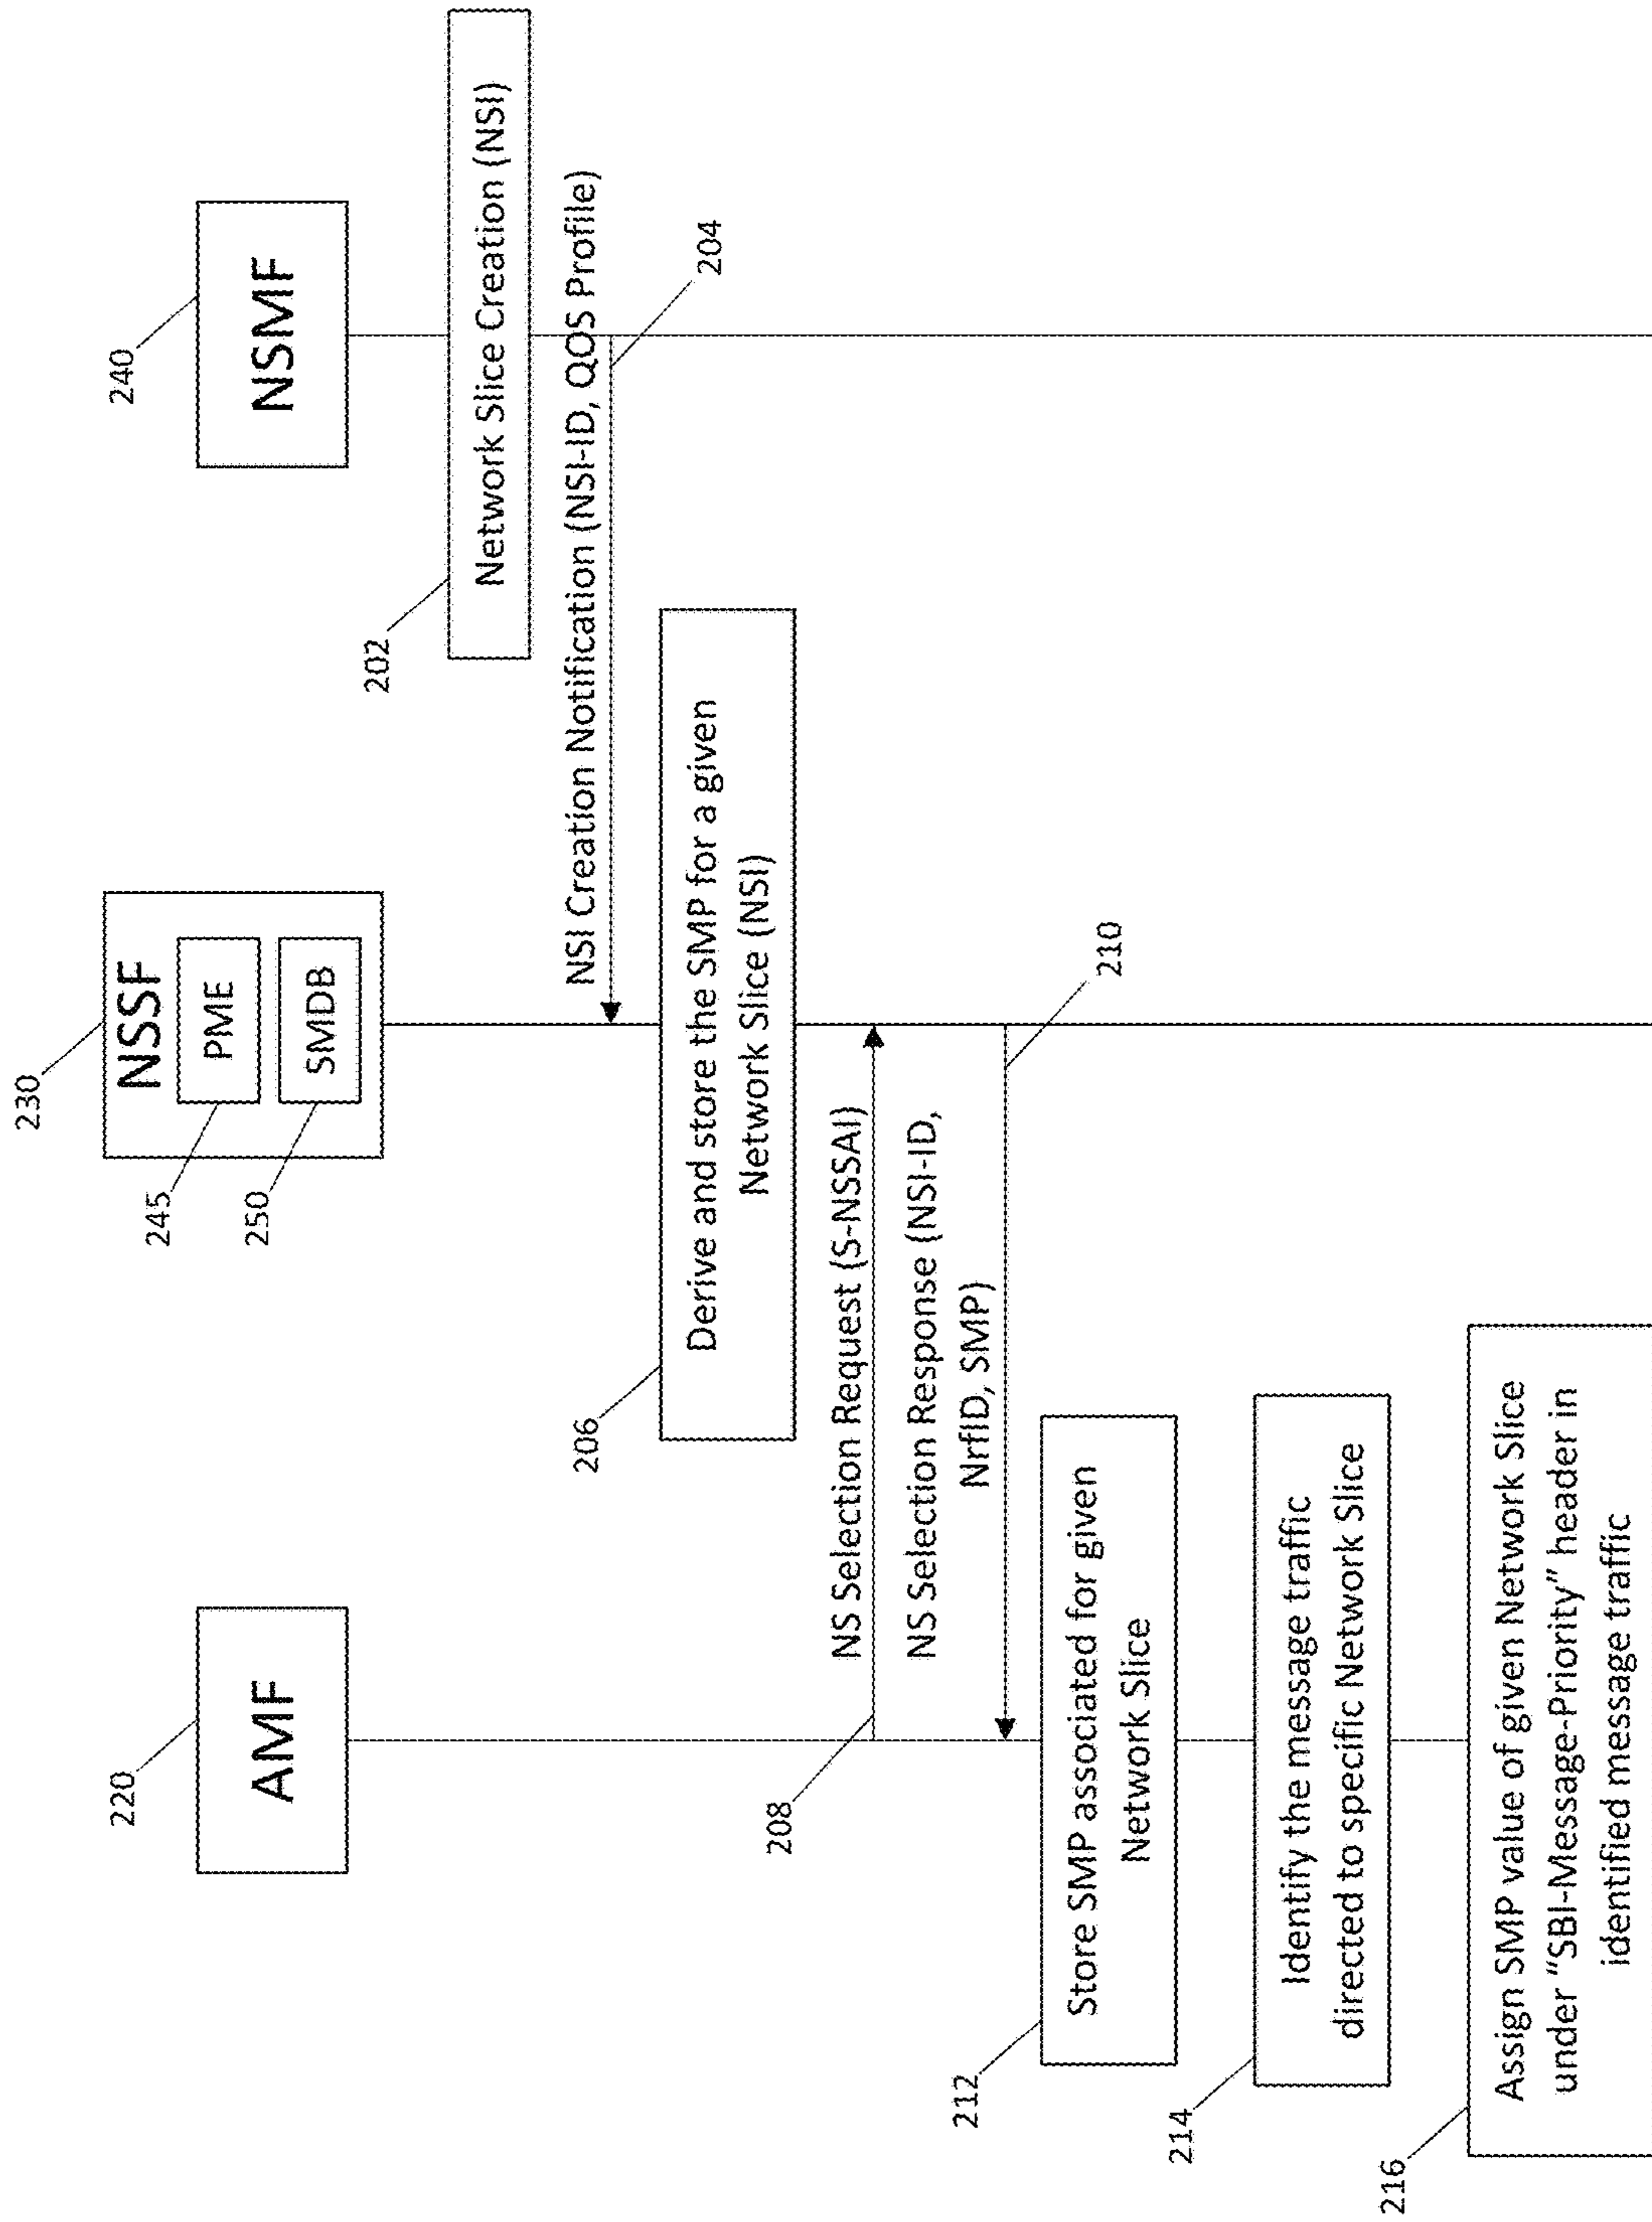 220
AMF
230
NSSF
245
PME
250
SMDB
240
NSMF
202
Network Slice Creation (NSI)
NSI Creation Notification (NSI-ID, QOS Profile)
204
206
Derive and store the SMP for a given
Network Slice (NSI)
NS Selection Request (S-NSSAI)
208
NS Selection Response (NSI-ID,
NrfID, SMP)
210
212
Store SMP associated for given
Network Slice
214
Identify the message traffic
directed to specific Network Slice
216
Assign SMP value of given Network Slice
under "SBI-Message-Priority" header in
identified message traffic